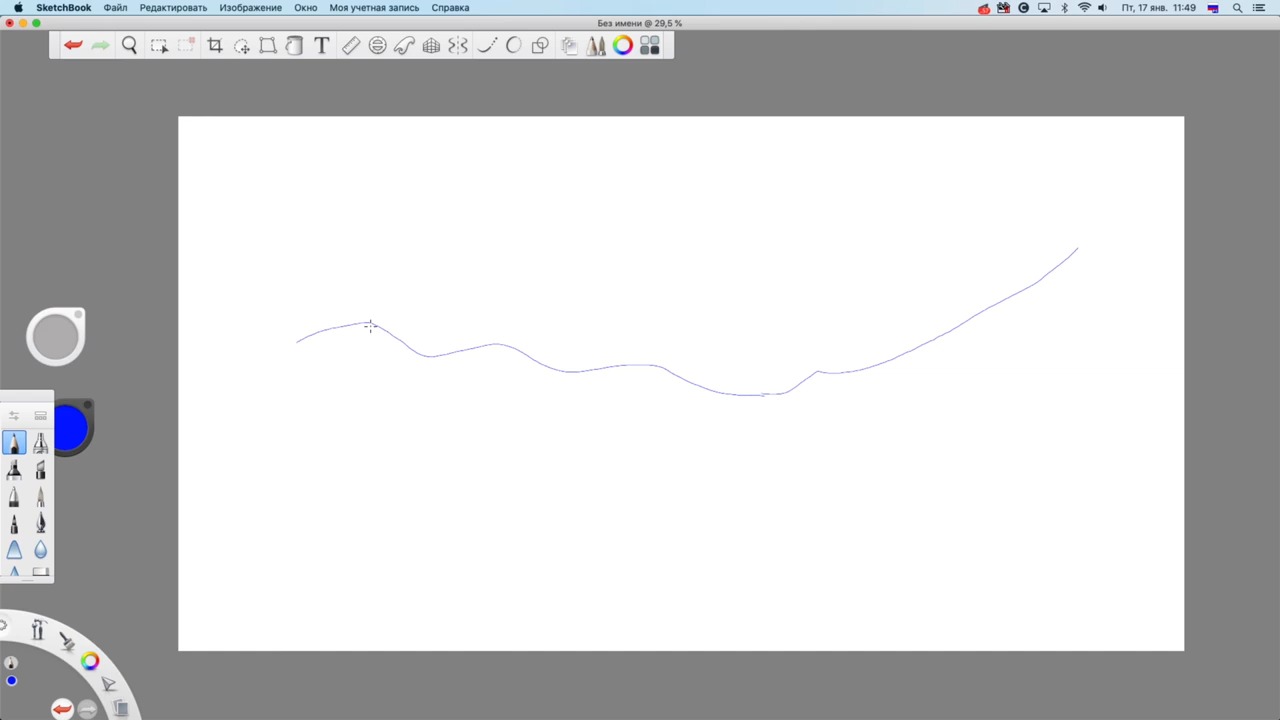 SketchBook Файл Редактировать Изображение Окно Моя учетная запись Справка Пт, 17 янв. 11:49
Без имени @ 29,5 %
T